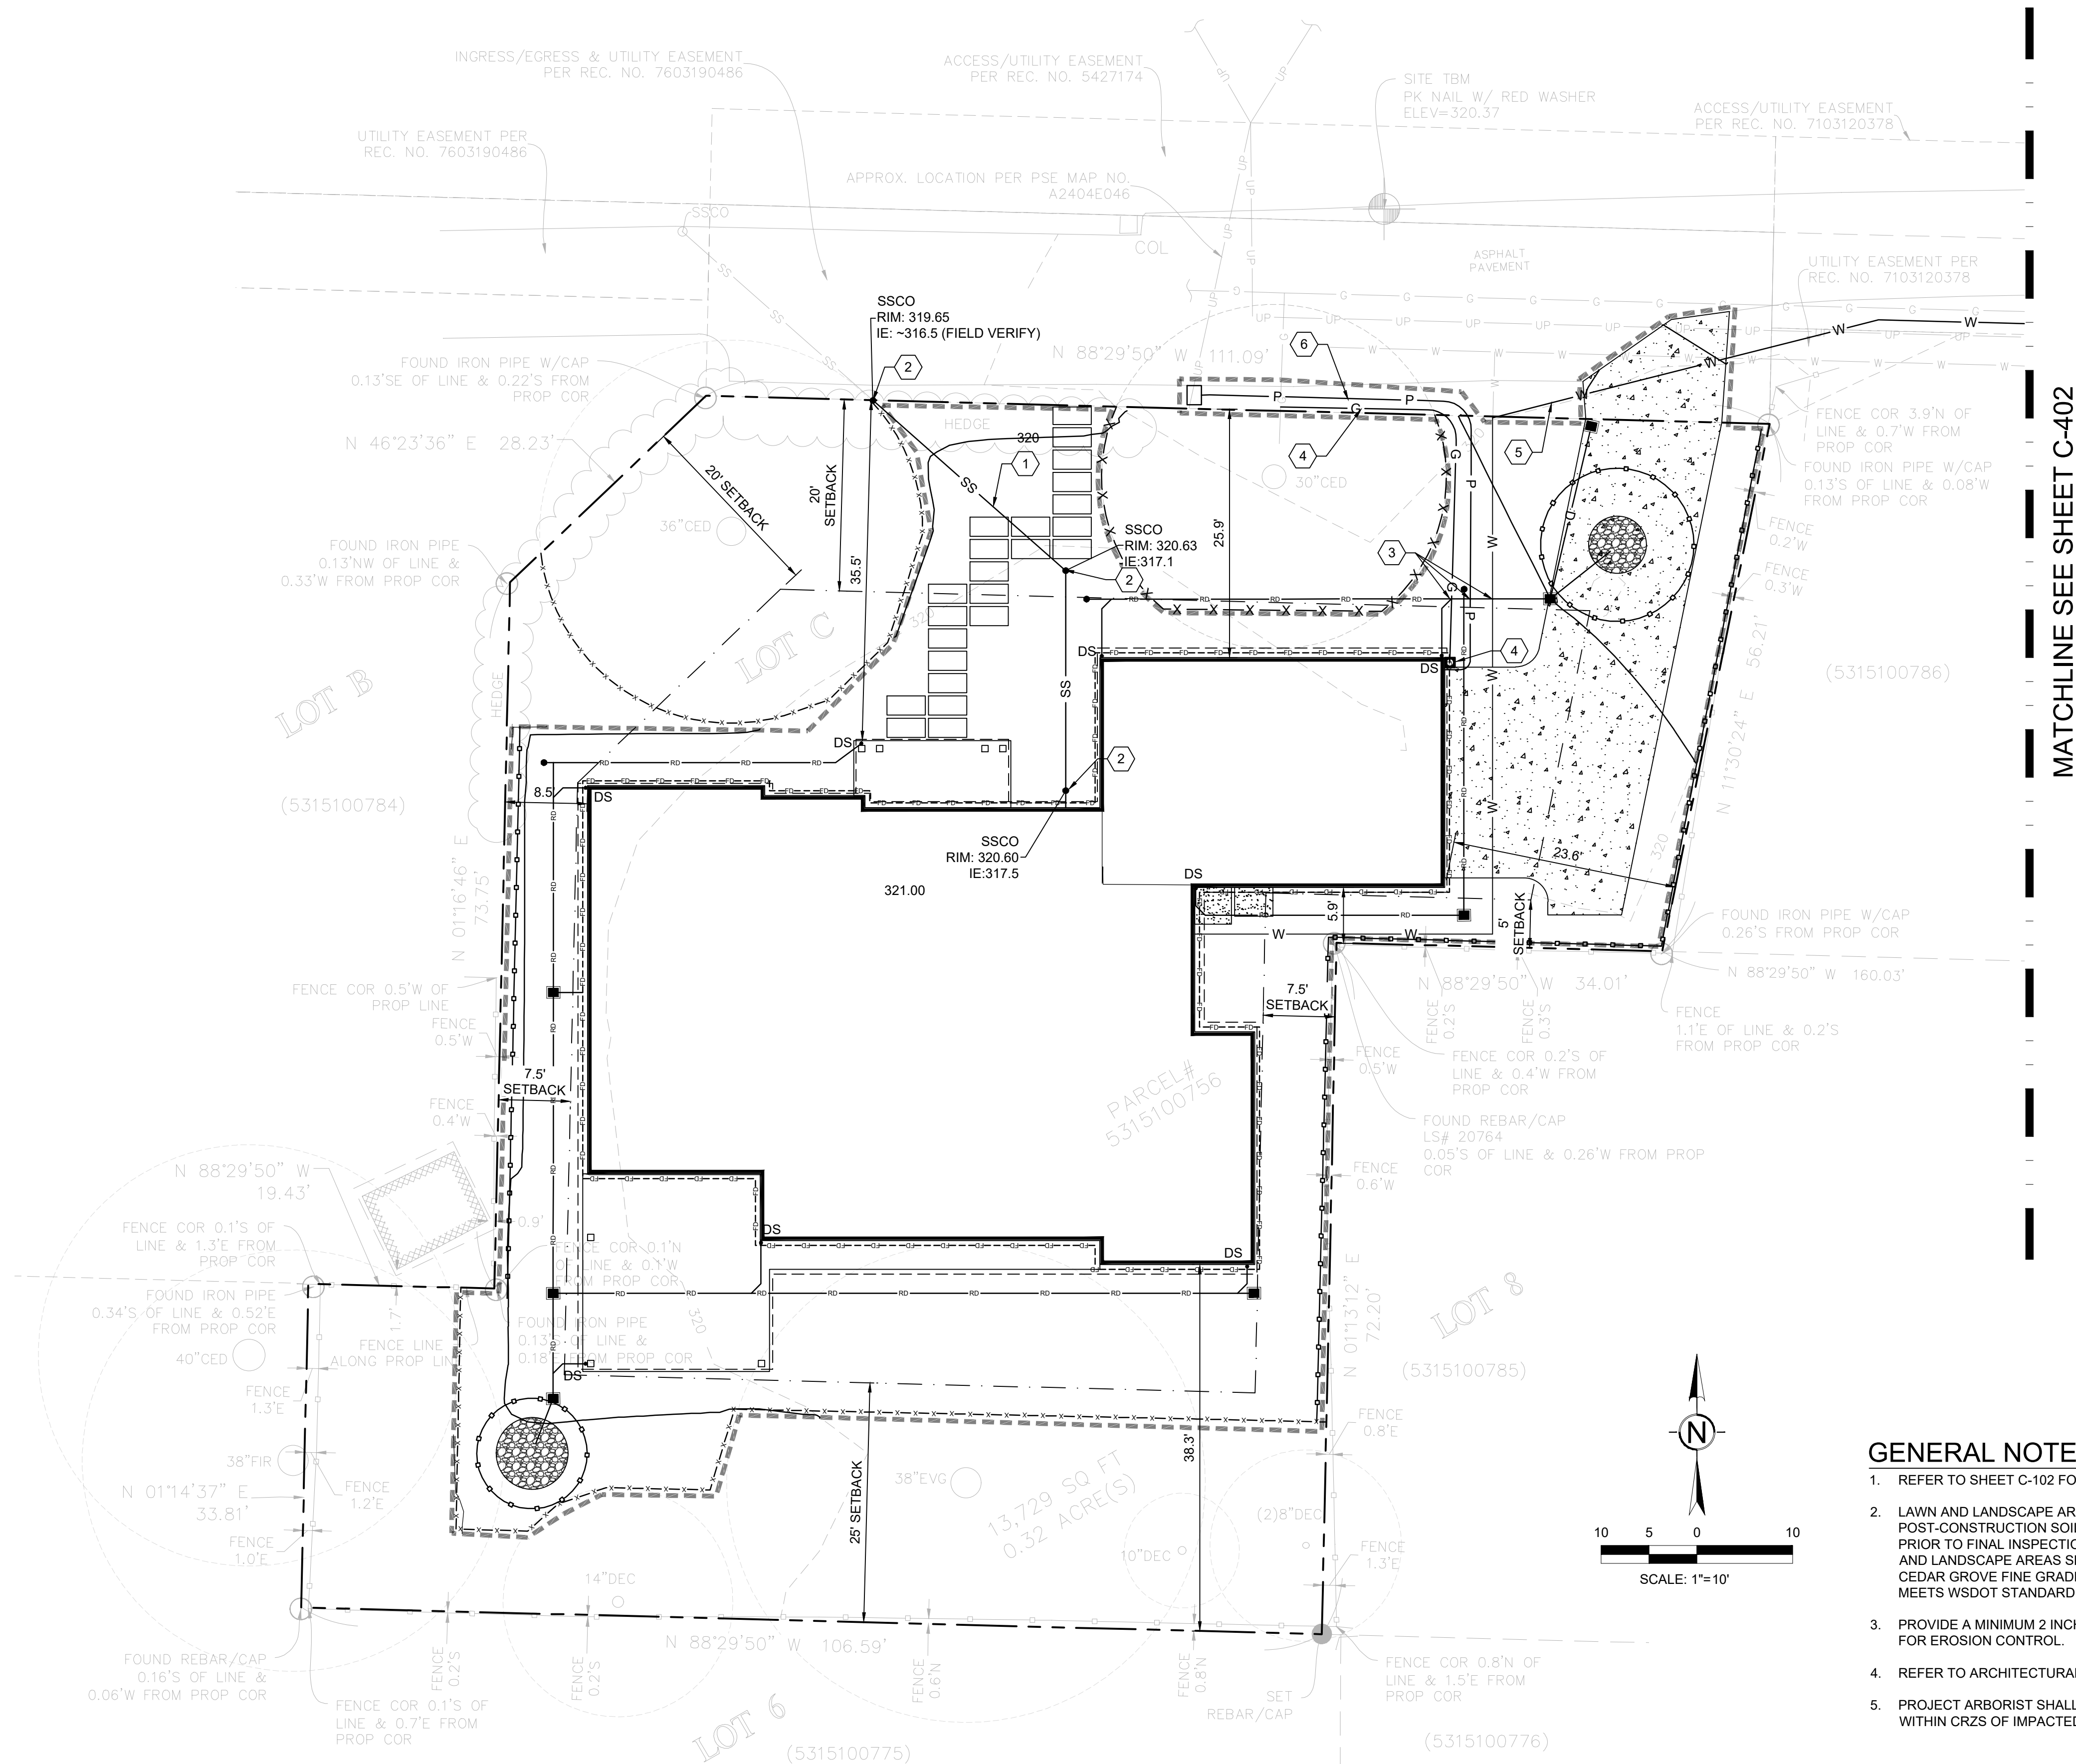 INGRESS/EGRESS & UTILITY EASEMENT
PER REC. NO. 7603190486
ACCESS/UTILITY EASEMENT
PER REC. NO. 5427174
SITE TBM
PK NAIL W/ RED WASHER
ELEV=320.37
ACCESS/UTILITY EASEMENT
PER REC. NO. 7103120378
UTILITY EASEMENT PER
REC. NO. 7603190486
APPROX. LOCATION PER PSE MAP NO.
A2404E046
SSCO
COL
ASPHALT
PAVEMENT
UTILITY EASEMENT PER
REC. NO. 7103120378
MATCHLINE SEE SHEET C-402
SSCO
RIM: 319.65
IE: ~316.5 (FIELD VERIFY)
2
N 88°29'50" W 111.09'
6
FOUND IRON PIPE W/CAP
0.13'SE OF LINE & 0.22'S FROM
PROP COR
N 46°23'36" E 28.23'
20' SETBACK
20'
SETBACK
35.5'
HEDGE
320
1
25.9'
30"CED
4
5
FENCE COR 3.9'N OF
LINE & 0.7'W FROM
PROP COR
FOUND IRON PIPE W/CAP
0.13'S OF LINE & 0.08'W
FROM PROP COR
FENCE
0.2'W
FENCE
0.3'W
36"CED
FOUND IRON PIPE
0.13'NW OF LINE &
0.33'W FROM PROP COR
SSCO
RIM: 320.63
IE:317.1
2
3
LOT B
LOT C
HEDGE
(5315100784)
(5315100786)
N 11°30'24" E 56.21'
DS
DS
4
DS
8.5'
DS
2
SSCO
RIM: 320.60
IE:317.5
321.00
DS
23.6'
320
5.9'
5'
SETBACK
FOUND IRON PIPE W/CAP
0.26'S FROM PROP COR
N 88°29'50" W 160.03'
N 88°29'50" W 34.01'
N 01°16'46" E
73.75'
FENCE COR 0.5'W OF
PROP LINE
FENCE
0.5'W
7.5'
SETBACK
FENCE
0.4'W
7.5'
SETBACK
FENCE
0.2'S
FENCE
0.3'S
FENCE
1.1'E OF LINE & 0.2'S
FROM PROP COR
FENCE
0.5'W
FENCE COR 0.2'S OF
LINE & 0.4'W FROM
PROP COR
FOUND REBAR/CAP
LS# 20764
0.05'S OF LINE & 0.26'W FROM PROP
COR
FENCE
0.6'W
PARCEL#
5315100756
N 88°29'50" W
19.43'
FENCE COR 0.1'S OF
LINE & 1.3'E FROM
PROP COR
FOUND IRON PIPE
0.34'S OF LINE & 0.52'E
FROM PROP COR
0.9'
FENCE COR 0.1'N
OF LINE & 0.1'W
FROM PROP COR
1.7'
FENCE LINE
ALONG PROP LINE
FOUND IRON PIPE
0.13'S OF LINE &
0.18'E FROM PROP COR
DS
DS
DS
320
40"CED
FENCE
1.3'E
38"FIR
FENCE
1.2'E
N 01°14'37" E
33.81'
FENCE
1.0'E
N 01°13'12" E
72.20'
LOT 8
(5315100785)
FENCE
0.8'E
38.3'
25' SETBACK
38"EVG
13,729 SQ FT
0.32 ACRE(S)
(2)8"DEC
10"DEC
14"DEC
FENCE
1.3'E
FOUND REBAR/CAP
0.16'S OF LINE &
0.06'W FROM PROP COR
FENCE COR 0.1'S OF
LINE & 0.7'E FROM
PROP COR
FENCE
0.2'S
FENCE
0.2'S
N 88°29'50" W 106.59'
FENCE
0.6'N
FENCE
0.8'N
SET
REBAR/CAP
FENCE COR 0.8'N OF
LINE & 1.5'E FROM
PROP COR
LOT 6
(5315100775)
(5315100776)
N
10 5 0 10
SCALE: 1"=10'
GENERAL NOTE
1. REFER TO SHEET C-102 FO
2. LAWN AND LANDSCAPE AR
POST-CONSTRUCTION SOI
PRIOR TO FINAL INSPECTIO
AND LANDSCAPE AREAS S
CEDAR GROVE FINE GRAD
MEETS WSDOT STANDARD
3. PROVIDE A MINIMUM 2 INC
FOR EROSION CONTROL.
4. REFER TO ARCHITECTURA
5. PROJECT ARBORIST SHALL
WITHIN CRZS OF IMPACTE